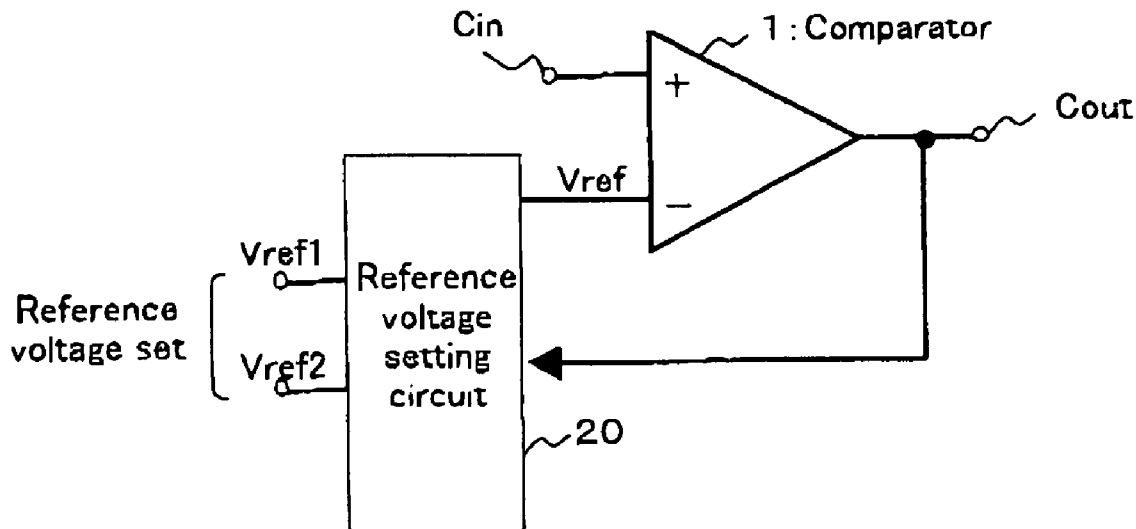 Cin
1 : Comparator
+
Cout
Vref
−
Vref1
Reference
voltage set
Vref2
Reference
voltage
setting
circuit
20